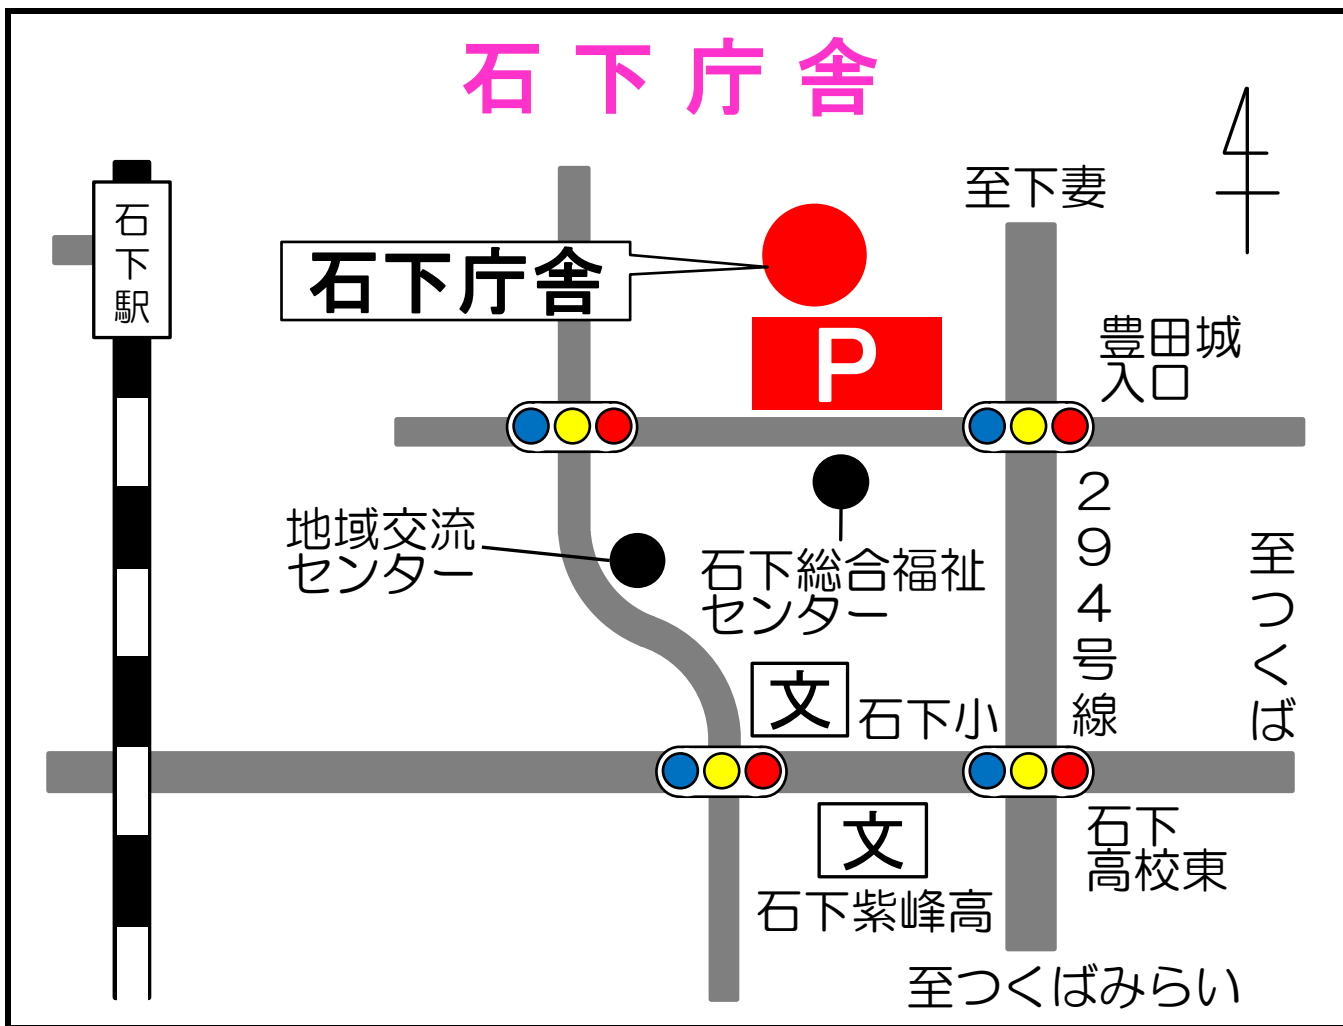 石下庁舎
至下妻
石下駅
石下庁舎
P
豊田城
入口
294号線
至つくば
地域交流
センター
石下総合福祉
センター
文
石下小
文
石下紫峰高
石下
高校東
至つくばみらい